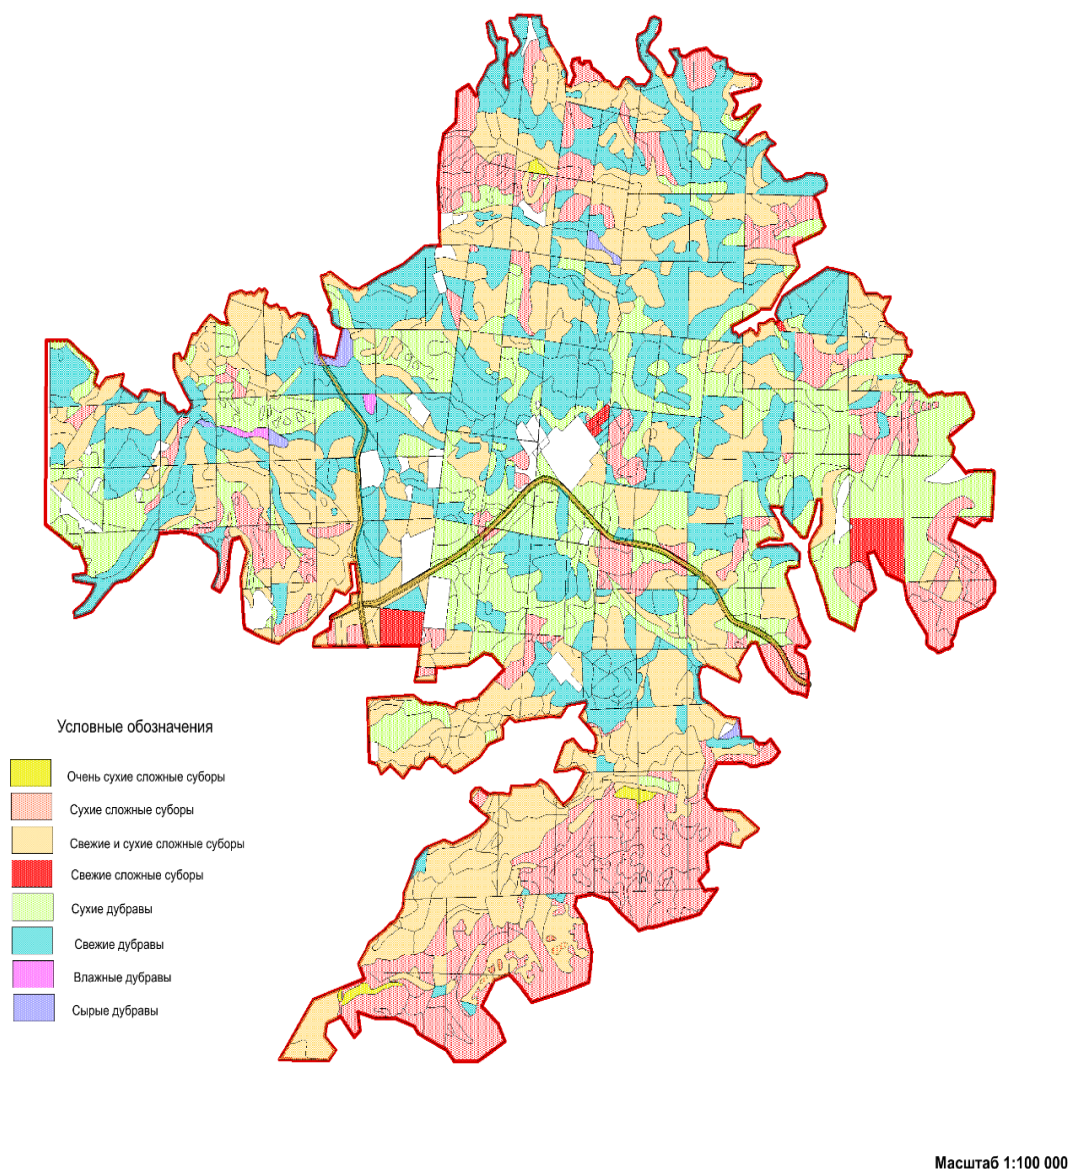 Условные обозначения
Очень сухие сложные суборы
Сухие сложные суборы
Свежие и сухие сложные суборы
Свежие сложные суборы
Сухие дубравы
Свежие дубравы
Влажные дубравы
Сырые дубравы
Масштаб 1:100 000